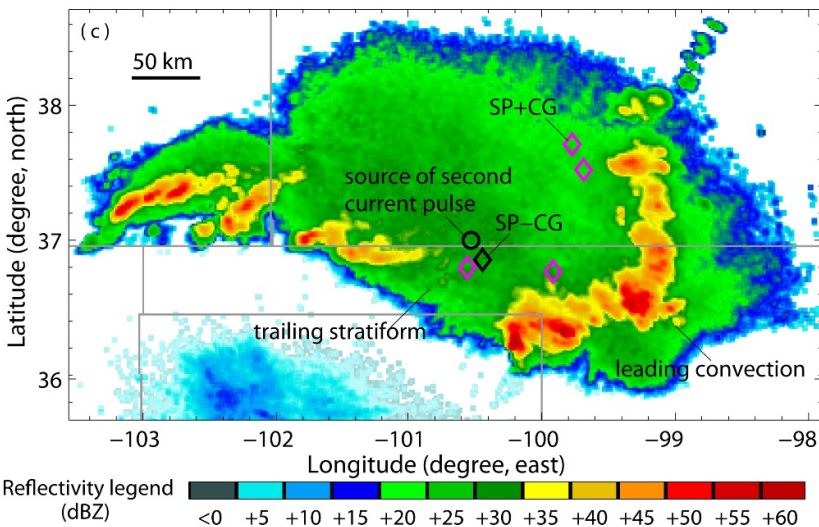 (c)
50 km
38
37
36
Latitude (degree, north)
SP+CG
source of second
current pulse
SP−CG
trailing stratiform
leading convection
−103 −102 −101 −100 −99 −98
Longitude (degree, east)
Reflectivity legend
(dBZ)
<0 +5 +10 +15 +20 +25 +30 +35 +40 +45 +50 +55 +60